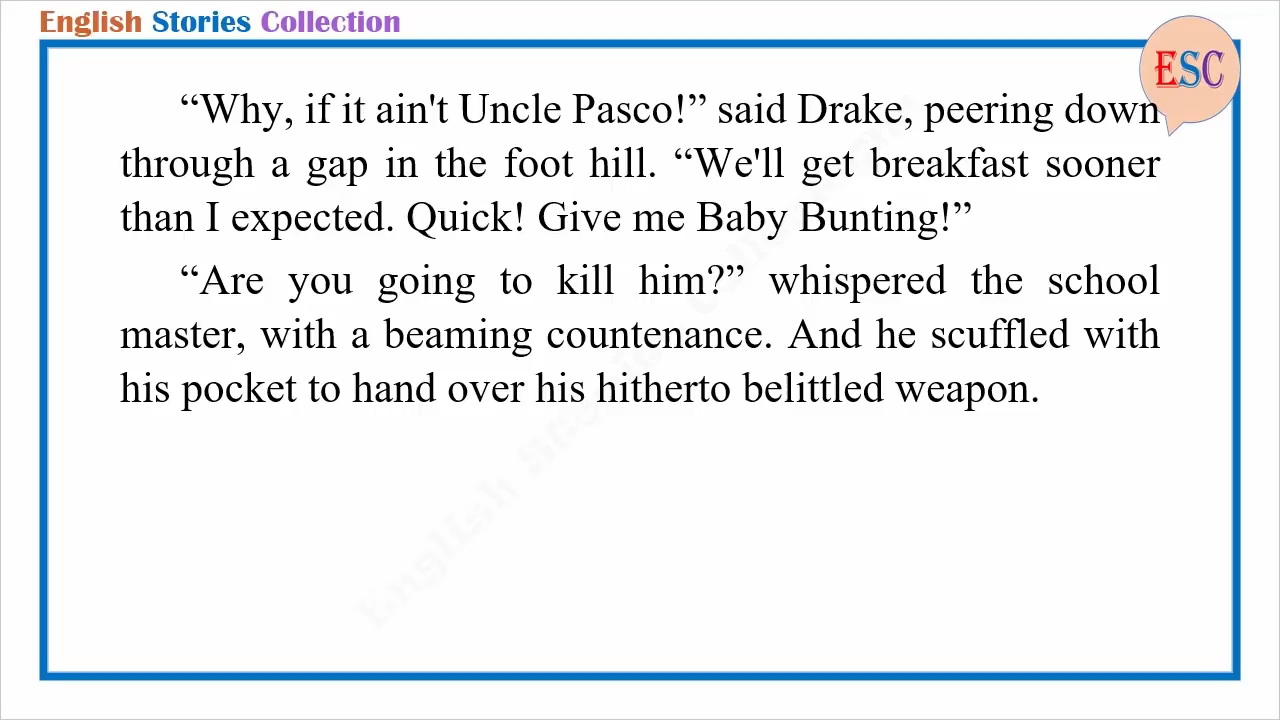 English Stories Collection
ESC
“Why, if it ain't Uncle Pasco!” said Drake, peering down
through a gap in the foot hill. “We'll get breakfast sooner
than I expected. Quick! Give me Baby Bunting!”
“Are you going to kill him?” whispered the school
master, with a beaming countenance. And he scuffled with
his pocket to hand over his hitherto belittled weapon.